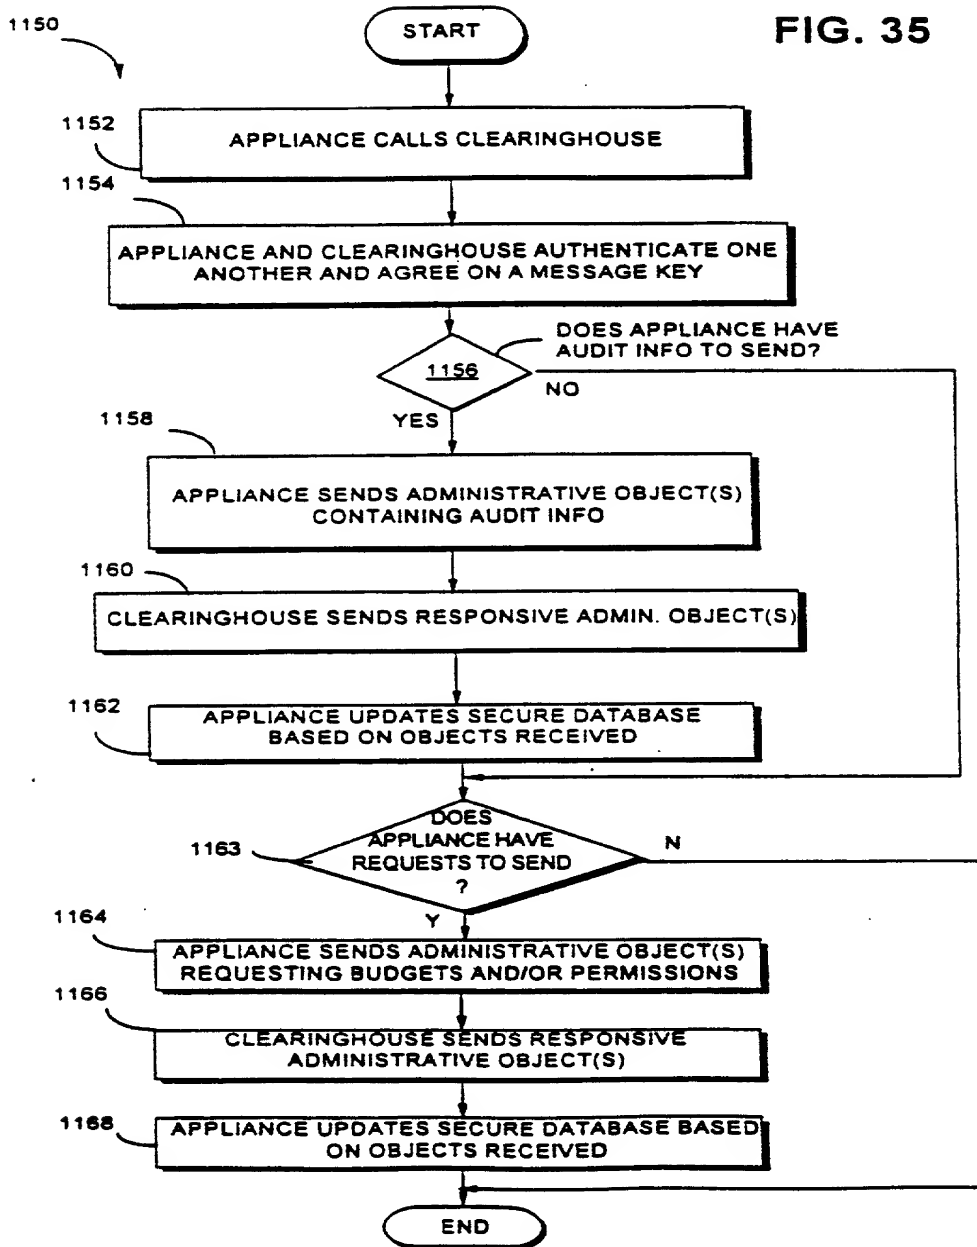 1150
START
FIG. 35
1152
APPLIANCE CALLS CLEARINGHOUSE
1154
APPLIANCE AND CLEARINGHOUSE AUTHENTICATE ONE
ANOTHER AND AGREE ON A MESSAGE KEY
DOES APPLIANCE HAVE
AUDIT INFO TO SEND?
1156
NO
YES
1158
APPLIANCE SENDS ADMINISTRATIVE OBJECT(S)
CONTAINING AUDIT INFO
1160
CLEARINGHOUSE SENDS RESPONSIVE ADMIN. OBJECT(S)
1162
APPLIANCE UPDATES SECURE DATABASE
BASED ON OBJECTS RECEIVED
DOES
APPLIANCE HAVE
REQUESTS TO SEND
?
1163
N
Y
1164
APPLIANCE SENDS ADMINISTRATIVE OBJECT(S)
REQUESTING BUDGETS AND/OR PERMISSIONS
1166
CLEARINGHOUSE SENDS RESPONSIVE
ADMINISTRATIVE OBJECT(S)
1168
APPLIANCE UPDATES SECURE DATABASE BASED
ON OBJECTS RECEIVED
END